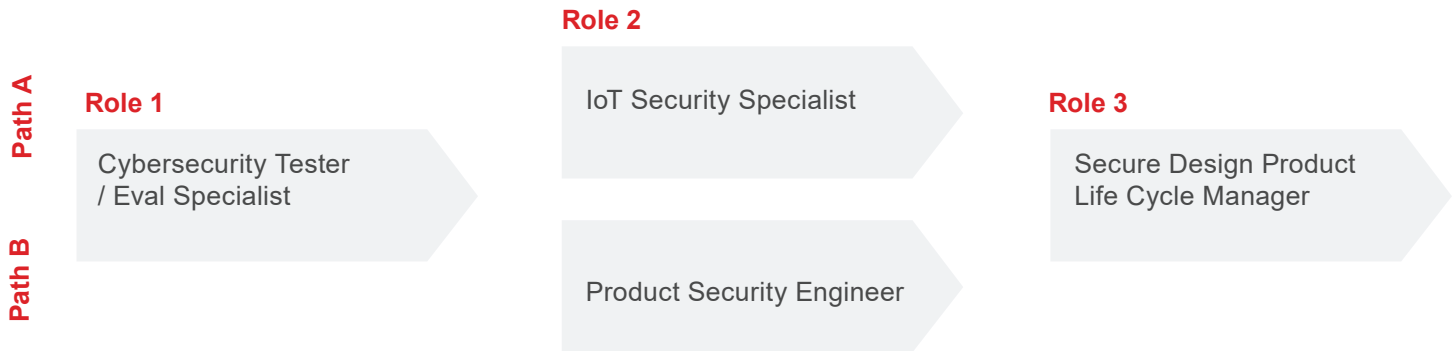 Path A
Path B
Role 1
Cybersecurity Tester
/ Eval Specialist
Role 2
IoT Security Specialist
Product Security Engineer
Role 3
Secure Design Product
Life Cycle Manager